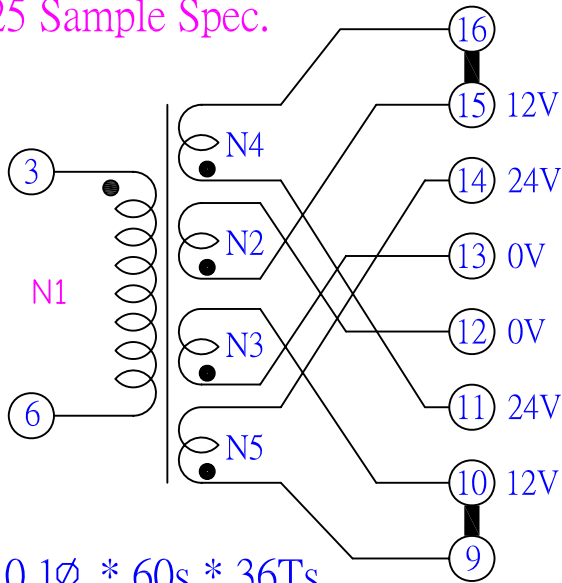 25 Sample Spec.
16
15 12V
N4
3
14 24V
N2
13 0V
N1
12 0V
N3
11 24V
6
N5
10 12V
9
0.1Ø * 60s * 36Ts